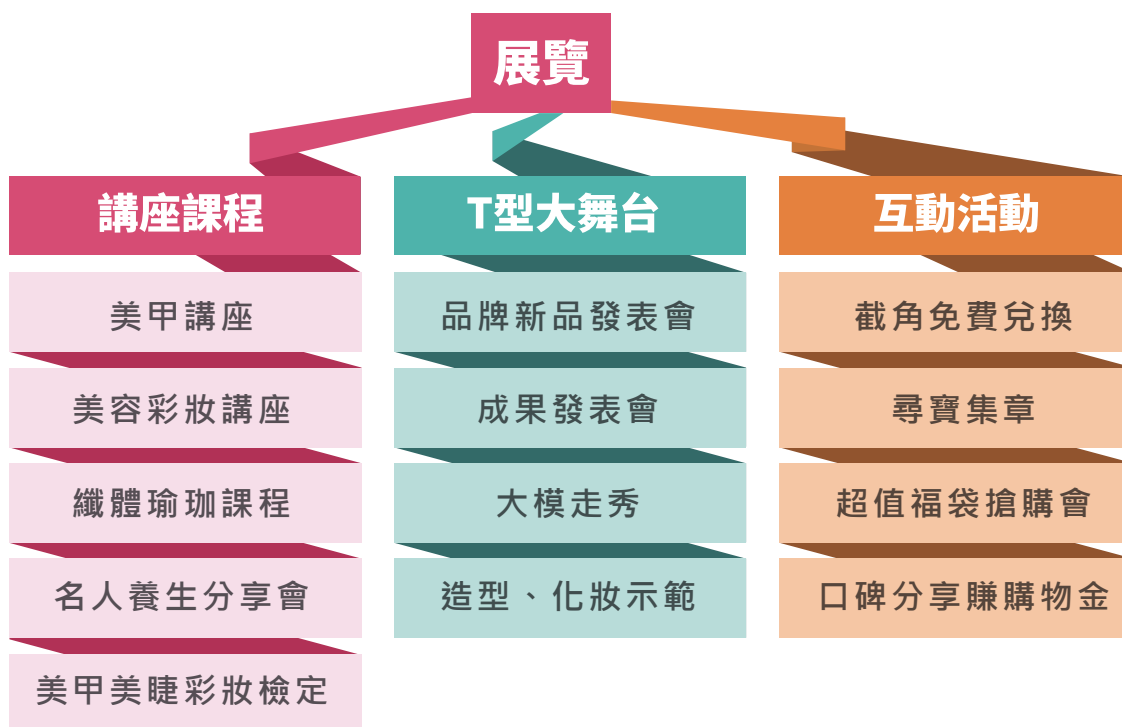 展覽
講座課程
美甲講座
美容彩妝講座
纖體瑜珈課程
名人養生分享會
美甲美睫彩妝檢定
T型大舞台
品牌新品發表會
成果發表會
大模走秀
造型、化妝示範
互動活動
截角免費兌換
尋寶集章
超值福袋搶購會
口碑分享賺購物金